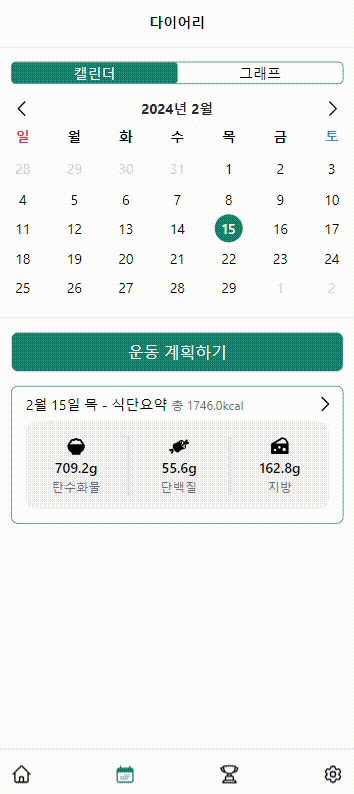 다이어리
캘린더 그래프
2024년 2월
일 월 화 수 목 금 토
28 29 30 31 1 2 3
4 5 6 7 8 9 10
11 12 13 14 15 16 17
18 19 20 21 22 23 24
25 26 27 28 29 1 2
운동 계획하기
2월 15일 목 - 식단요약 총 1746.0kcal
709.2g 55.6g 162.8g
탄수화물 단백질 지방